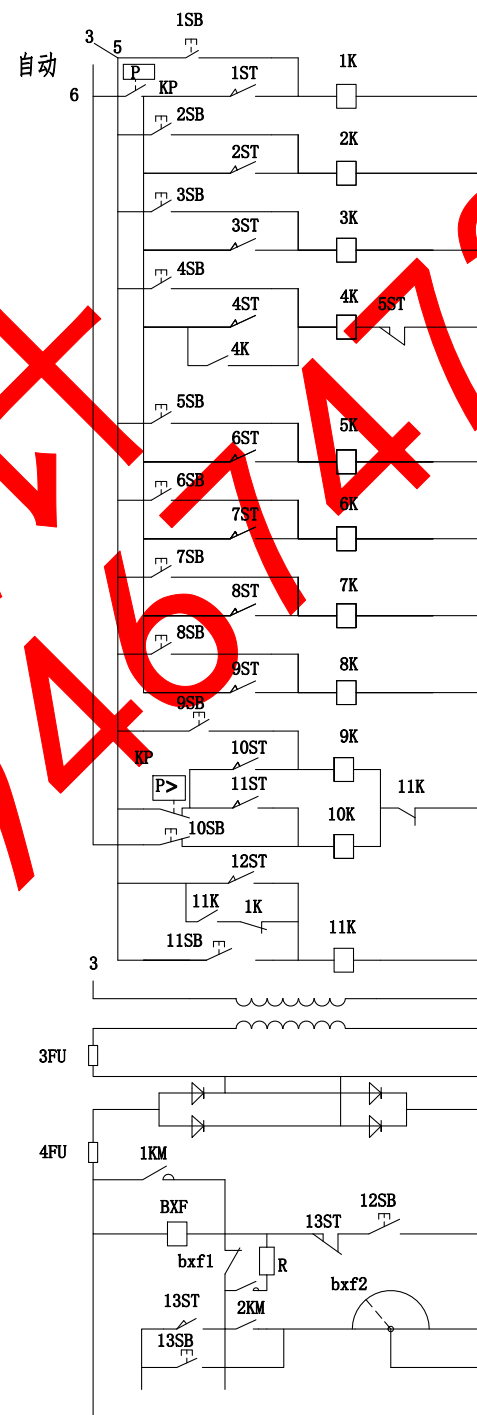 1SB
3
5
自动
P
1K
1ST
6
KP
2SB
2K
2ST
3SB
3K
3ST
4SB
4K
4ST
5ST
4K
5SB
5K
6ST
6SB
6K
7ST
7SB
7K
8ST
8SB
8K
9ST
9SB
9K
10ST
KP
P>
11ST
11K
10K
10SB
12ST
11K
1K
11K
11SB
3
3FU
4FU
1KM
BXF
12SB
13ST
bxf1
R
bxf2
13ST
2KM
13SB